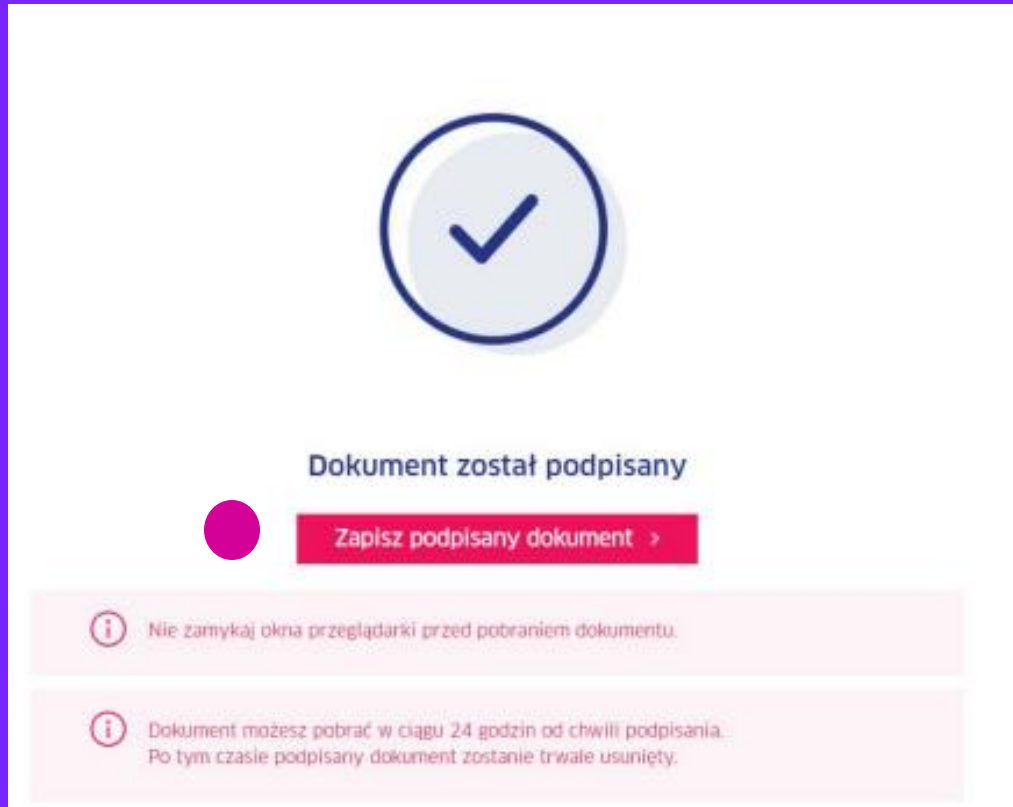 Dokument został podpisany
Zapisz podpisany dokument >
Nie zamykaj okna przeglądarki przed pobraniem dokumentu.
Dokument możesz pobrać w ciągu 24 godzin od chwili podpisania.
Po tym czasie podpisany dokument zostanie trwale usunięty.